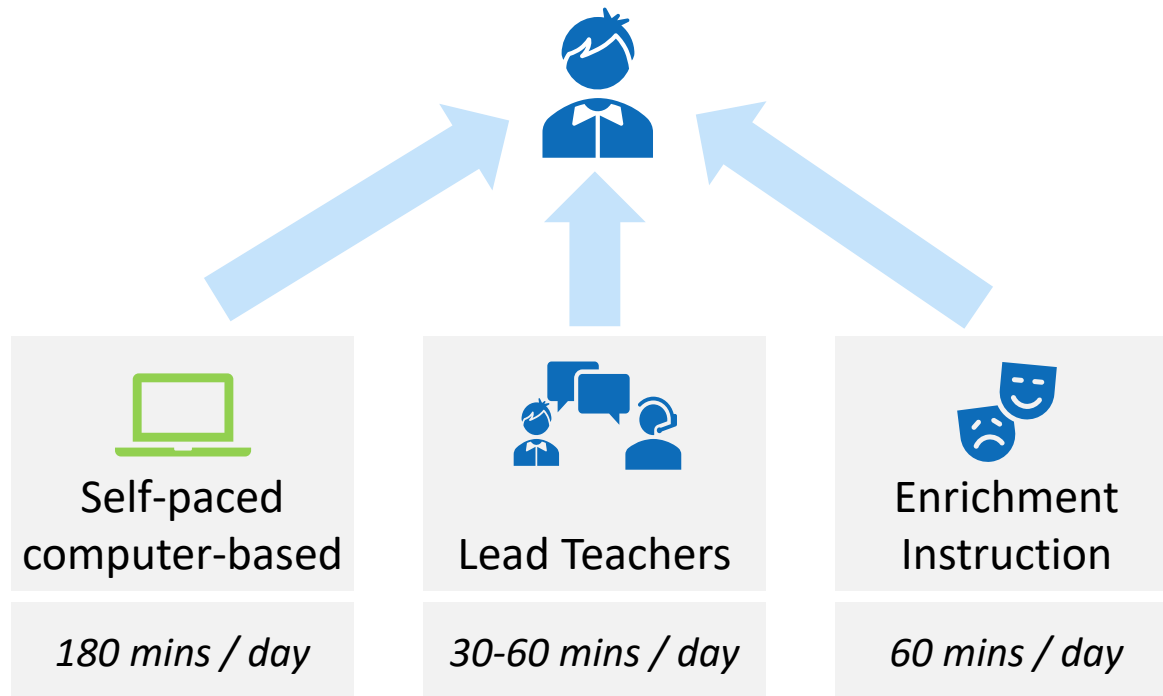 Self-paced
computer-based
Lead Teachers
Enrichment
Instruction
180 mins / day
30-60 mins / day
60 mins / day